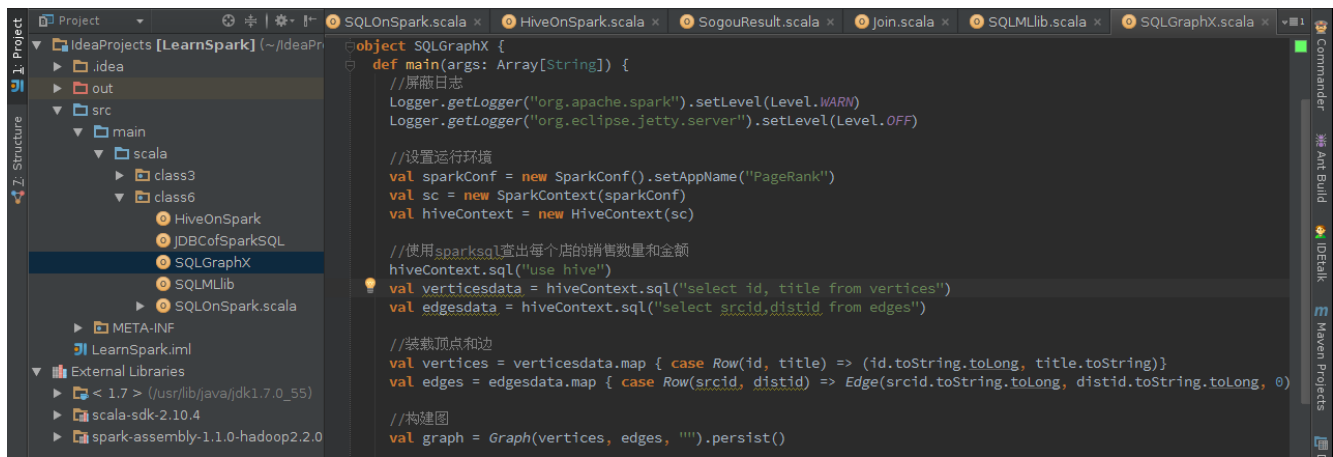 Project
SQLOnSpark.scala
HiveOnSpark.scala
SogouResult.scala
Join.scala
SQLMLlib.scala
SQLGraphX.scala
1
1: Project
7: Structure
IdeaProjects [LearnSpark] (~/IdeaPr
.idea
out
src
main
scala
class3
class6
HiveOnSpark
JDBCofSparkSQL
SQLGraphX
SQLMLlib
SQLOnSpark.scala
META-INF
LearnSpark.iml
External Libraries
< 1.7 > (/usr/lib/java/jdk1.7.0_55)
scala-sdk-2.10.4
spark-assembly-1.1.0-hadoop2.2.0
object SQLGraphX {
def main(args: Array[String]) {
//屏蔽日志
Logger.getLogger("org.apache.spark").setLevel(Level.WARN)
Logger.getLogger("org.eclipse.jetty.server").setLevel(Level.OFF)
//设置运行环境
val sparkConf = new SparkConf().setAppName("PageRank")
val sc = new SparkContext(sparkConf)
val hiveContext = new HiveContext(sc)
//使用sparksql查出每个店的销售数量和金额
hiveContext.sql("use hive")
val verticesdata = hiveContext.sql("select id, title from vertices")
val edgesdata = hiveContext.sql("select srcid,distid from edges")
//装载顶点和边
val vertices = verticesdata.map { case Row(id, title) => (id.toString.toLong, title.toString)}
val edges = edgesdata.map { case Row(srcid, distid) => Edge(srcid.toString.toLong, distid.toString.toLong, 0)
//构建图
val graph = Graph(vertices, edges, "").persist()
Commander
Ant Build
IDEtalk
Maven Projects